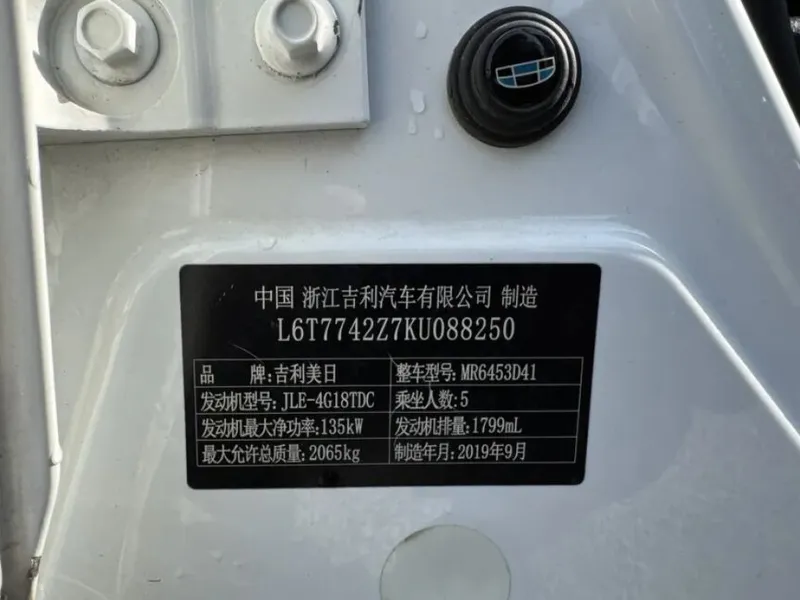 中国 浙江吉利汽车有限公司 制造
L6T7742Z7KU088250
品 牌:吉利美日 整车型号:MR6453D41
发动机型号:JLE-4G18TDC 乘坐人数:5
发动机最大净功率:135kW 发动机排量:1799mL
最大允许总质量:2065kg 制造年月:2019年9月